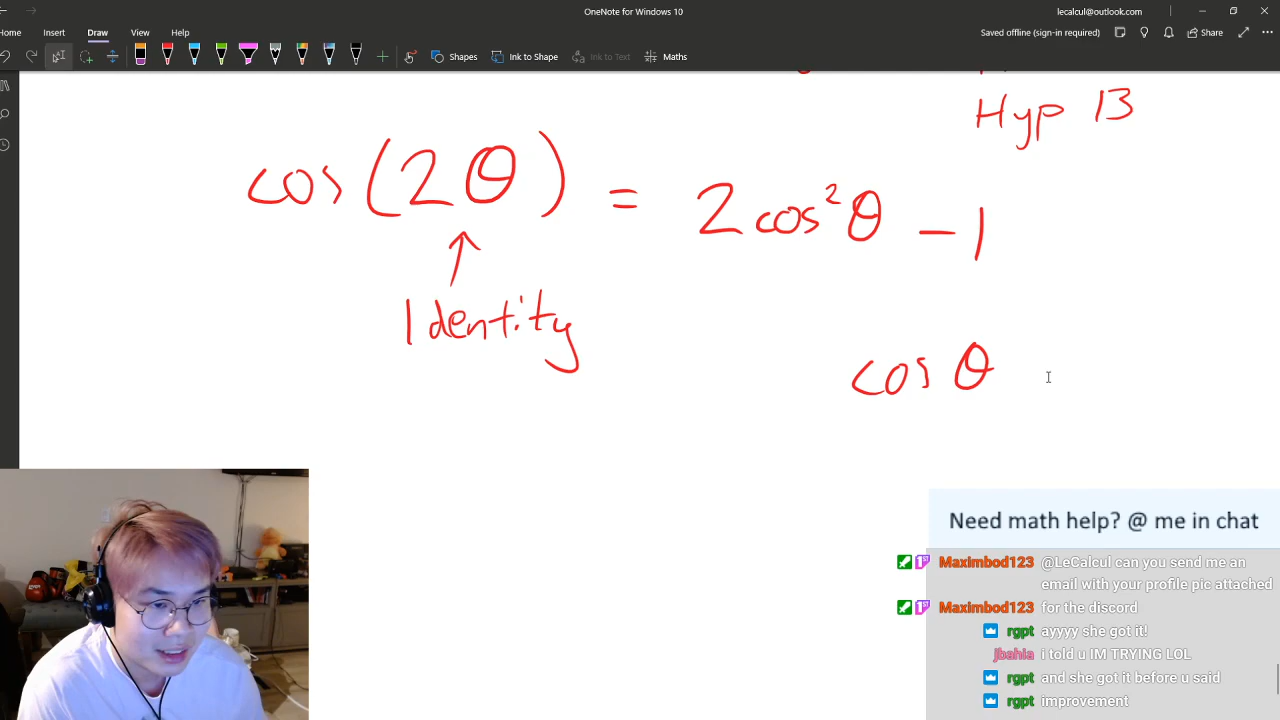 OneNote for Windows 10
lecalcul@outlook.com
Home Insert Draw View Help
Saved offline (sign-in required) Share
Shapes Ink to Shape Ink to Text Maths
Hyp 13
cos(2θ) = 2cos²θ - 1
↑
Identity
cos θ
Need math help? @ me in chat
Maximbod123 @LeCalcul can you send me an
email with your profile pic attached
Maximbod123 for the discord
rgpt ayyyy she got it!
jbahia i told u IM TRYING LOL
rgpt and she got it before u said
rgpt improvement